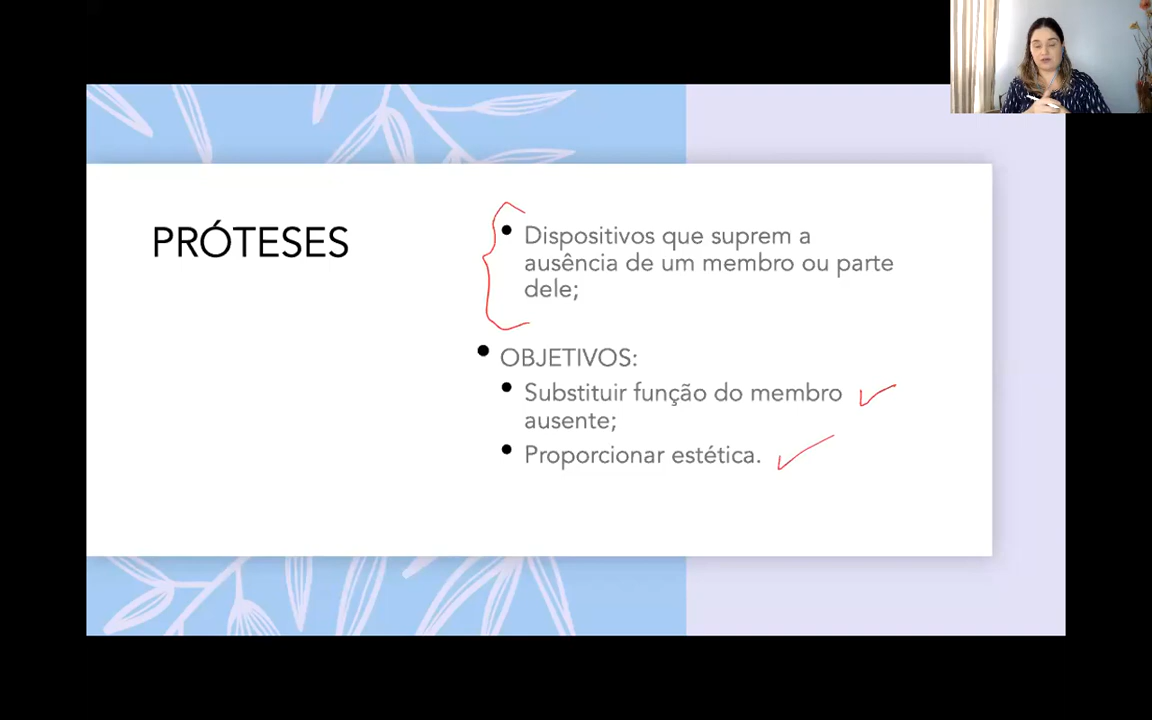 PRÓTESES
Dispositivos que suprem a
ausência de um membro ou parte
dele;
OBJETIVOS:
Substituir função do membro
ausente;
Proporcionar estética.